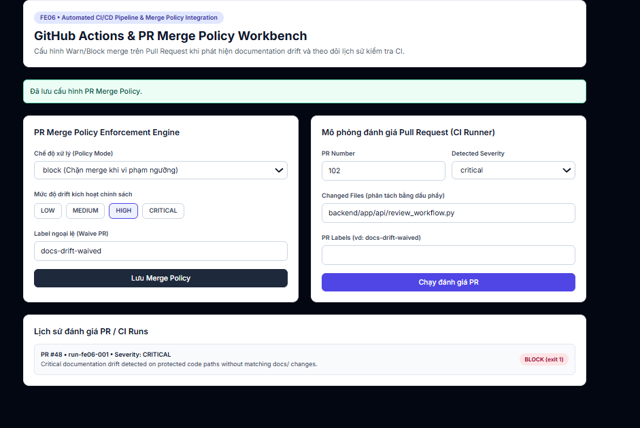 FE06 • Automated CI/CD Pipeline & Merge Policy Integration
GitHub Actions & PR Merge Policy Workbench
Cấu hình Warn/Block merge trên Pull Request khi phát hiện documentation drift và theo dõi lịch sử kiểm tra CI.
Đã lưu cấu hình PR Merge Policy.
PR Merge Policy Enforcement Engine
Chế độ xử lý (Policy Mode)
block (Chặn merge khi vi phạm ngưỡng)
Mức độ drift kích hoạt chính sách
LOW MEDIUM HIGH CRITICAL
Label ngoại lệ (Waive PR)
docs-drift-waived
Lưu Merge Policy
Mô phỏng đánh giá Pull Request (CI Runner)
PR Number Detected Severity
102 critical
Changed Files (phân tách bằng dấu phẩy)
backend/app/api/review_workflow.py
PR Labels (vd: docs-drift-waived)
Chạy đánh giá PR
Lịch sử đánh giá PR / CI Runs
PR #48 • run-fe06-001 • Severity: CRITICAL
Critical documentation drift detected on protected code paths without matching docs/ changes.
BLOCK (exit 1)